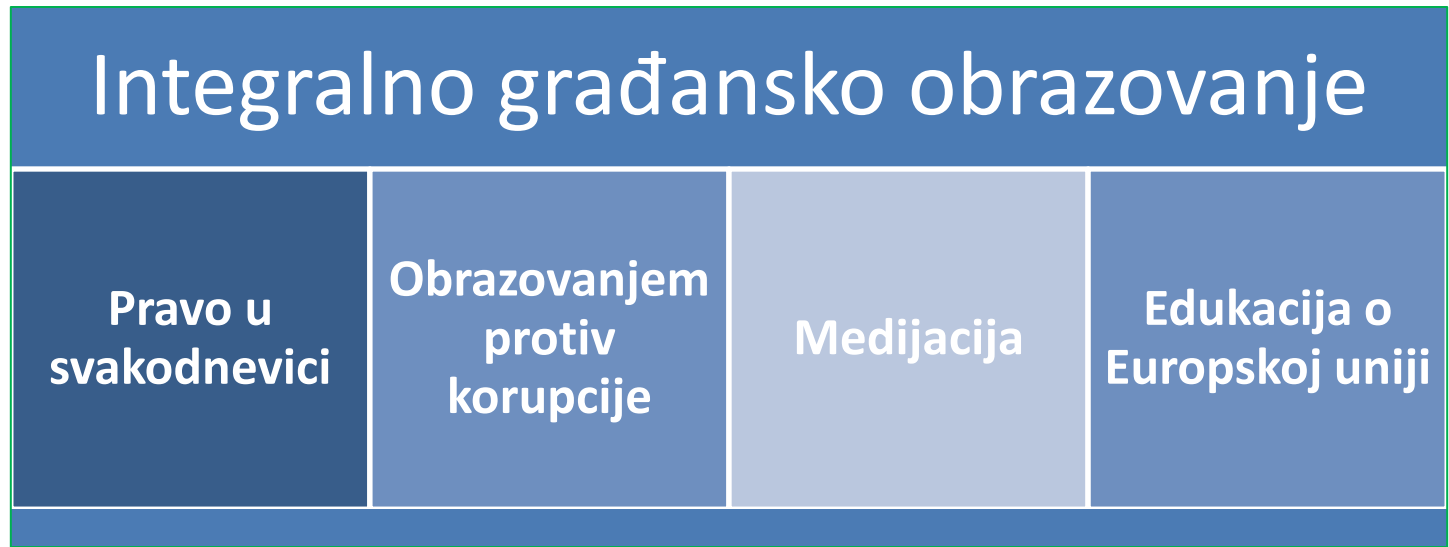 Integralno građansko obrazovanje
Pravo u
svakodnevici
Obrazovanjem
protiv
korupcije
Medijacija
Edukacija o
Europskoj uniji